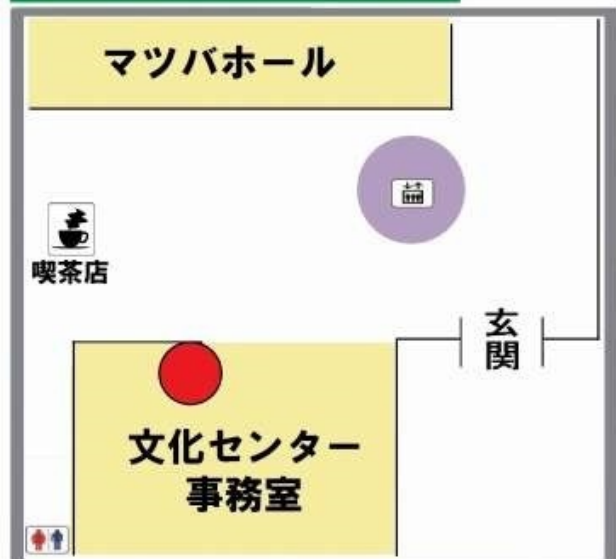 マツバホール
喫茶店
玄関
文化センター
事務室